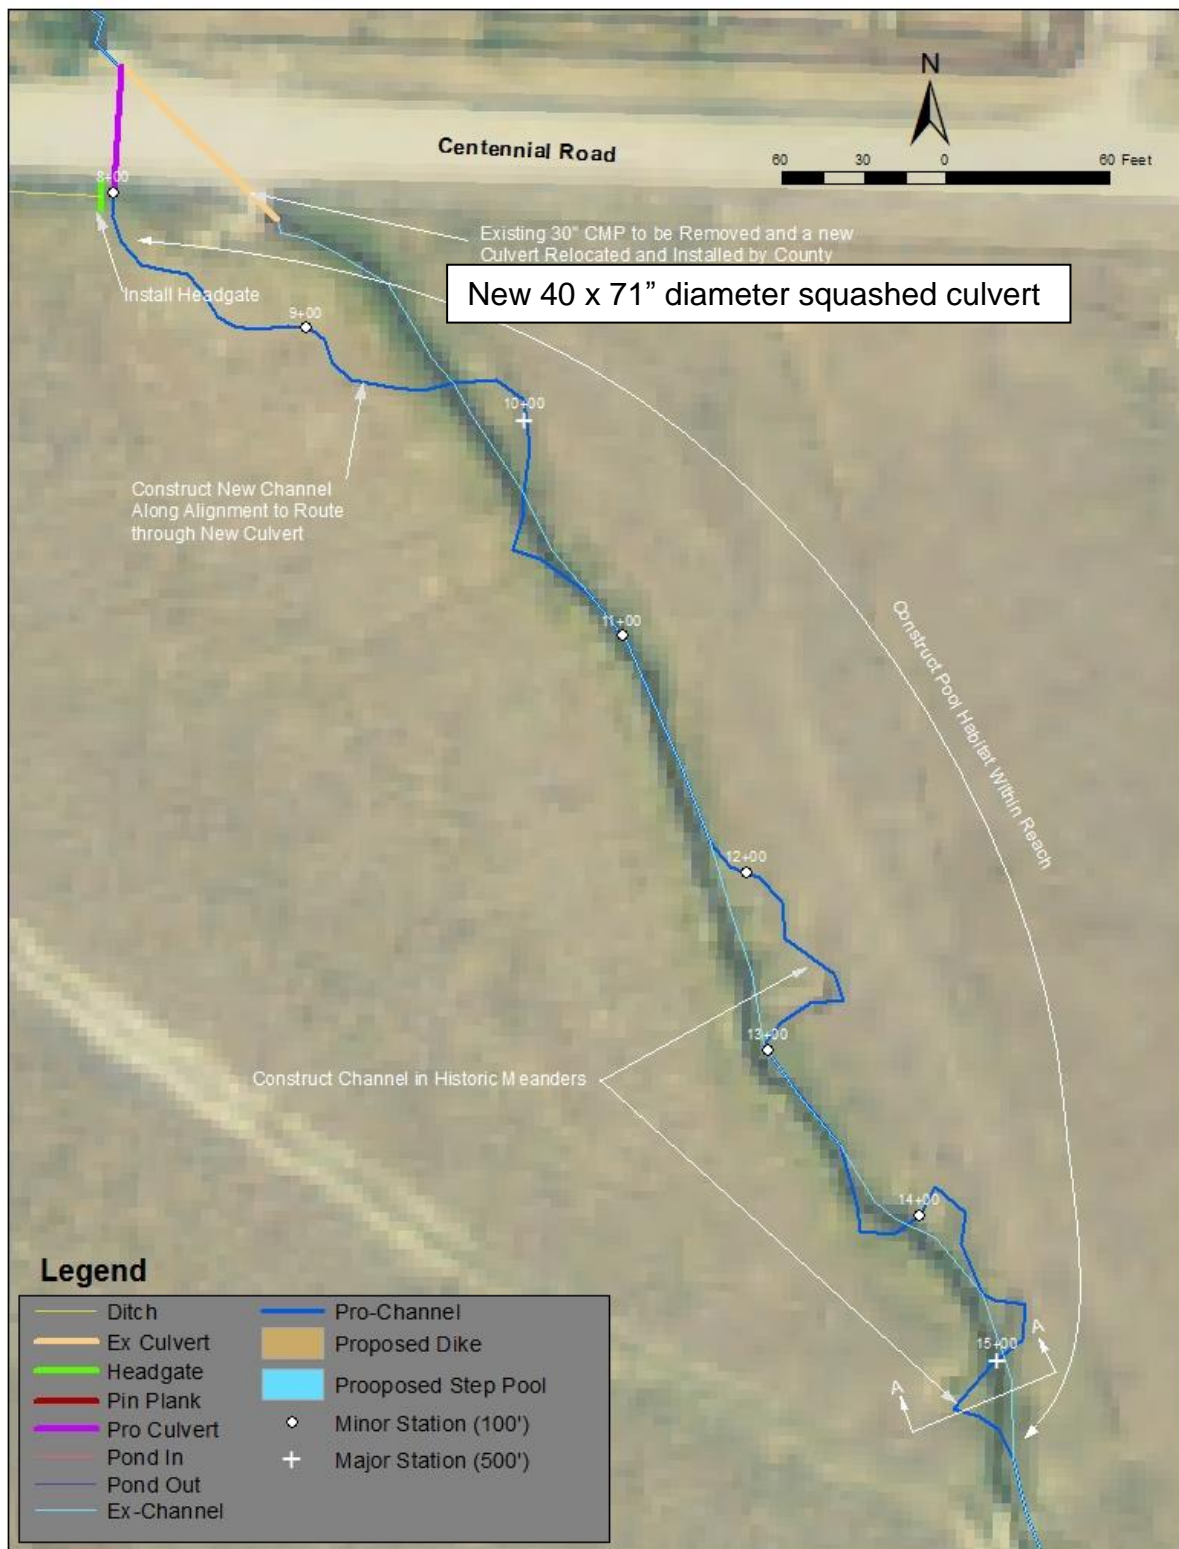 N
Centennial Road
60 30 0 60 Feet
8+00
Existing 30" CMP to be Removed and a new
Culvert Relocated and Installed by County
New 40 x 71” diameter squashed culvert
Install Headgate
9+00
10+00
Construct New Channel
Along Alignment to Route
through New Culvert
11+00
Construct Pool Habitat Within Reach
12+00
13+00
Construct Channel in Historic Meanders
14+00
15+00
A
A
Legend
Ditch
Ex Culvert
Headgate
Pin Plank
Pro Culvert
Pond In
Pond Out
Ex-Channel
Pro-Channel
Proposed Dike
Prooposed Step Pool
Minor Station (100')
Major Station (500')